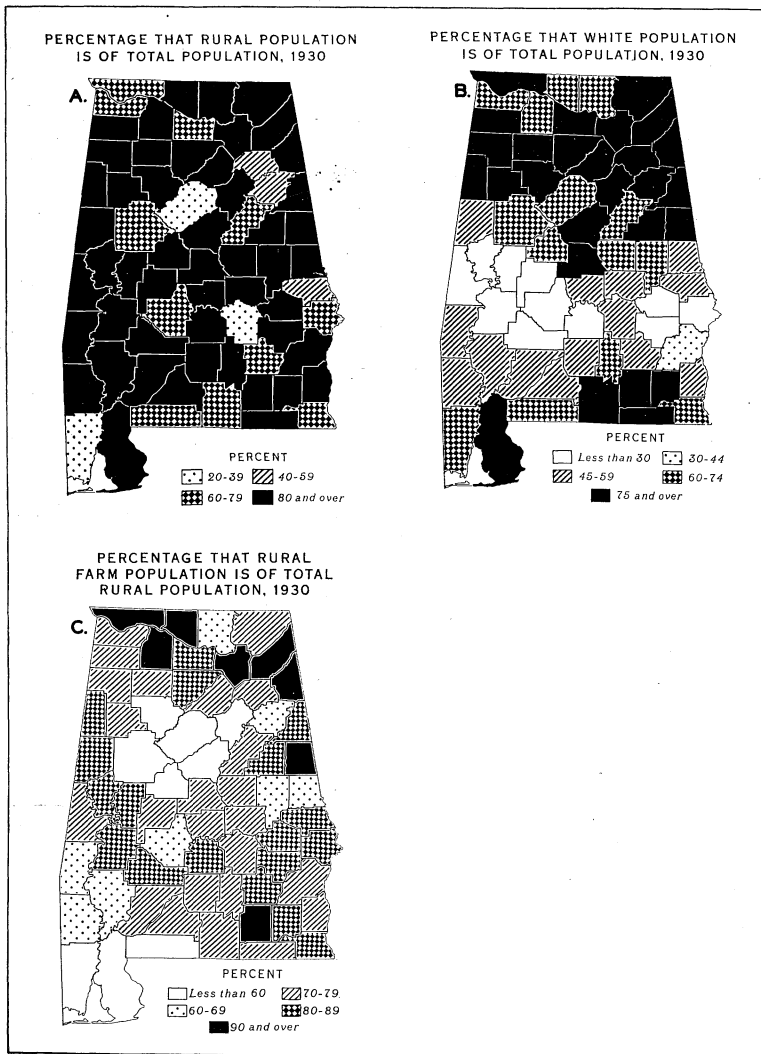 PERCENTAGE THAT RURAL POPULATION
IS OF TOTAL POPULATION, 1930
A.
PERCENT
20-39
40-59
60-79
80 and over
PERCENTAGE THAT WHITE POPULATION
IS OF TOTAL POPULATION, 1930
B.
PERCENT
Less than 30
30-44
45-59
60-74
75 and over
PERCENTAGE THAT RURAL
FARM POPULATION IS OF TOTAL
RURAL POPULATION, 1930
C.
PERCENT
Less than 60
70-79
60-69
80-89
90 and over